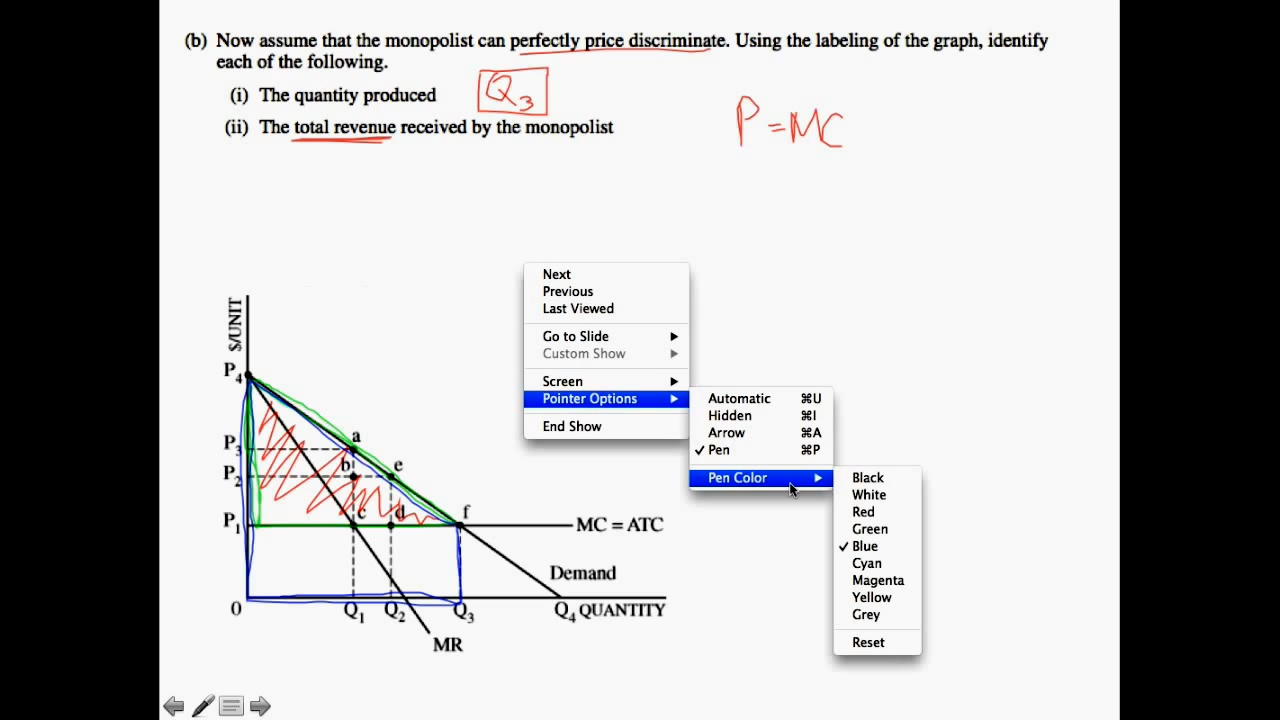 (b) Now assume that the monopolist can perfectly price discriminate. Using the labeling of the graph, identify
each of the following.
(i) The quantity produced
Q3
(ii) The total revenue received by the monopolist
P = MC
Next
Previous
Last Viewed
Go to Slide
Custom Show
Screen
Pointer Options
End Show
Automatic ⌘U
Hidden ⌘I
Arrow ⌘A
✓ Pen ⌘P
Pen Color
Black
White
Red
Green
✓ Blue
Cyan
Magenta
Yellow
Grey
Reset
$/UNIT
P4
P3
a
P2
b
e
P1
c
d
f
MC = ATC
Demand
0
Q1
Q2
Q3
Q4 QUANTITY
MR